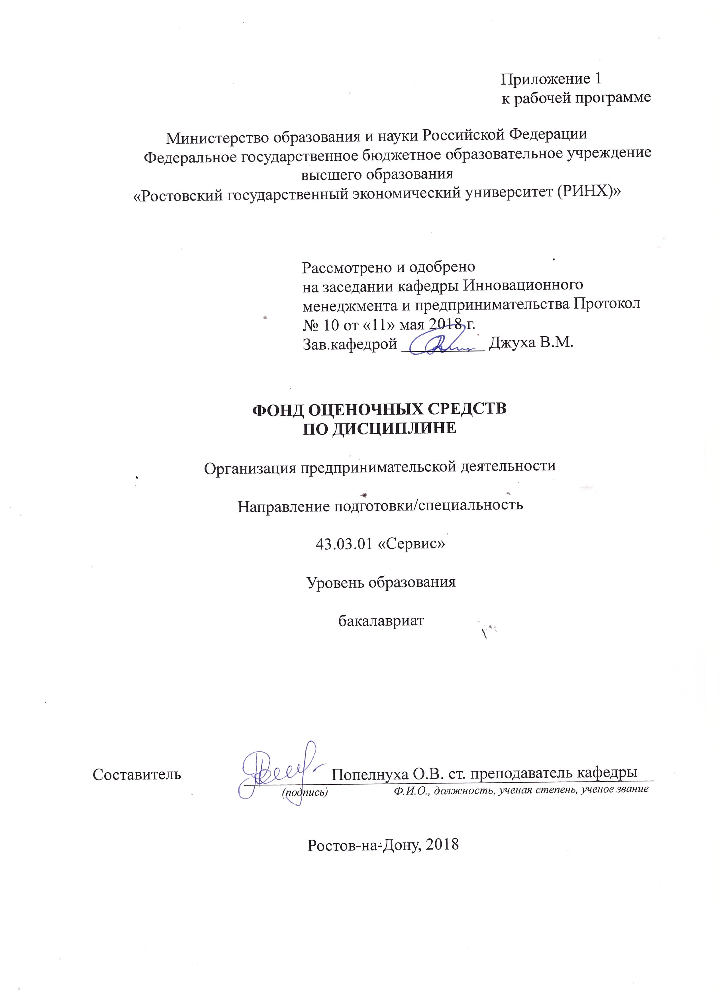 Приложение 1
к рабочей программе
Министерство образования и науки Российской Федерации
Федеральное государственное бюджетное образовательное учреждение
высшего образования
«Ростовский государственный экономический университет (РИНХ)»
Рассмотрено и одобрено
на заседании кафедры Инновационного
менеджмента и предпринимательства Протокол
№ 10 от «11» мая 2018 г.
Зав.кафедрой __________ Джуха В.М.
ФОНД ОЦЕНОЧНЫХ СРЕДСТВ
ПО ДИСЦИПЛИНЕ
Организация предпринимательской деятельности
Направление подготовки/специальность
43.03.01 «Сервис»
Уровень образования
бакалавриат
Составитель Попелнуха О.В. ст. преподаватель кафедры
(подпись) Ф.И.О., должность, ученая степень, ученое звание
Ростов-на-Дону, 2018